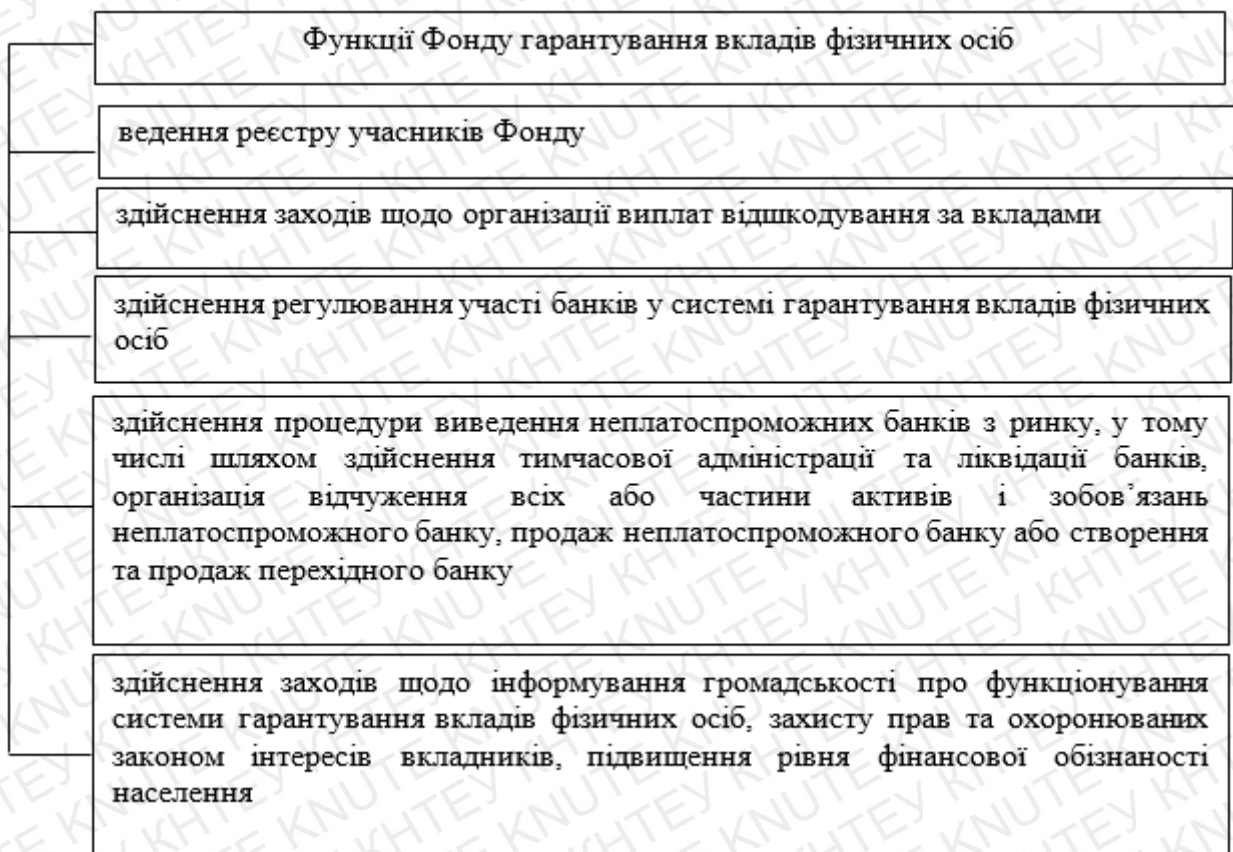 Функції Фонду гарантування вкладів фізичних осіб
ведення реєстру учасників Фонду
здійснення заходів щодо організації виплат відшкодування за вкладами
здійснення регулювання участі банків у системі гарантування вкладів фізичних
осіб
здійснення процедури виведення неплатоспроможних банків з ринку, у тому
числі шляхом здійснення тимчасової адміністрації та ліквідації банків,
організація відчуження всіх або частини активів і зобов’язань
неплатоспроможного банку, продаж неплатоспроможного банку або створення
та продаж перехідного банку
здійснення заходів щодо інформування громадськості про функціонування
системи гарантування вкладів фізичних осіб, захисту прав та охоронюваних
законом інтересів вкладників, підвищення рівня фінансової обізнаності
населення